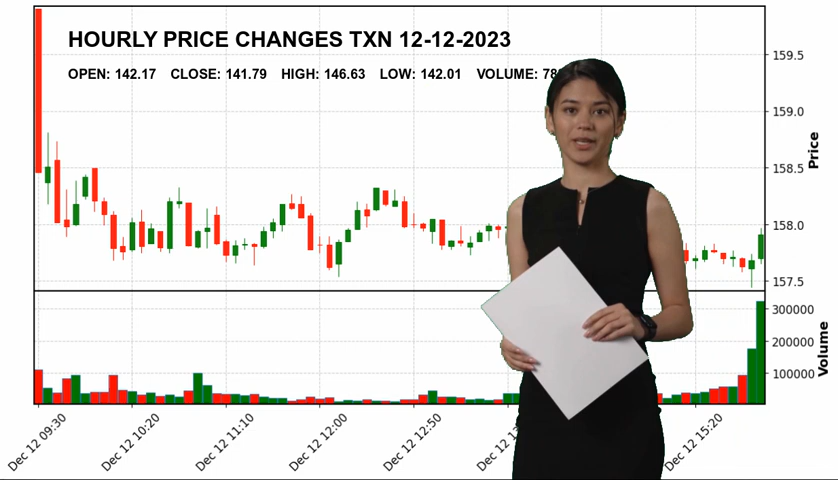 HOURLY PRICE CHANGES TXN 12-12-2023
OPEN: 142.17 CLOSE: 141.79 HIGH: 146.63 LOW: 142.01 VOLUME:
159.5
159.0
158.5
158.0
157.5
Price
300000
200000
100000
Volume
Dec 12 09:30
Dec 12 10:20
Dec 12 11:10
Dec 12 12:00
Dec 12 12:50
Dec 12
Dec 12 15:20